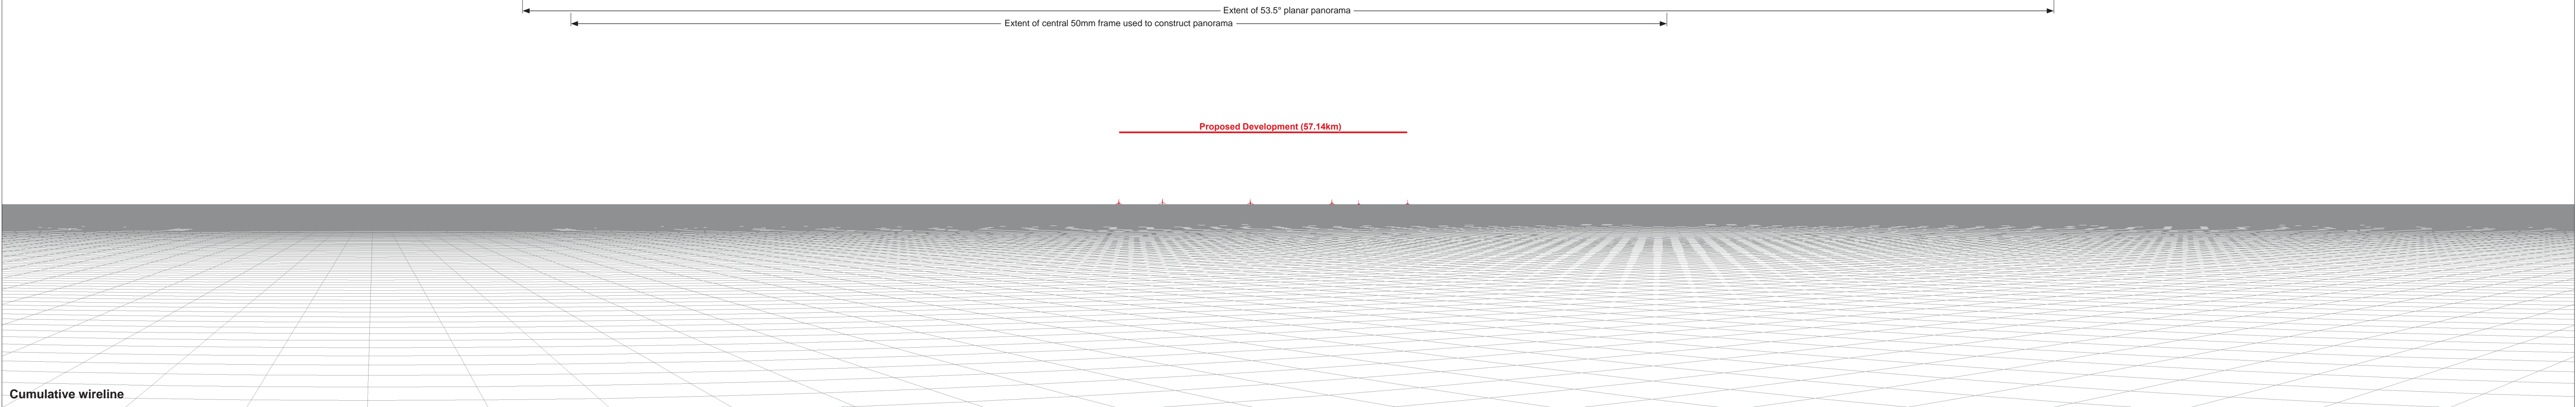 Extent of 53.5° planar panorama
Extent of central 50mm frame used to construct panorama
Proposed Development (57.14km)
Cumulative wireline